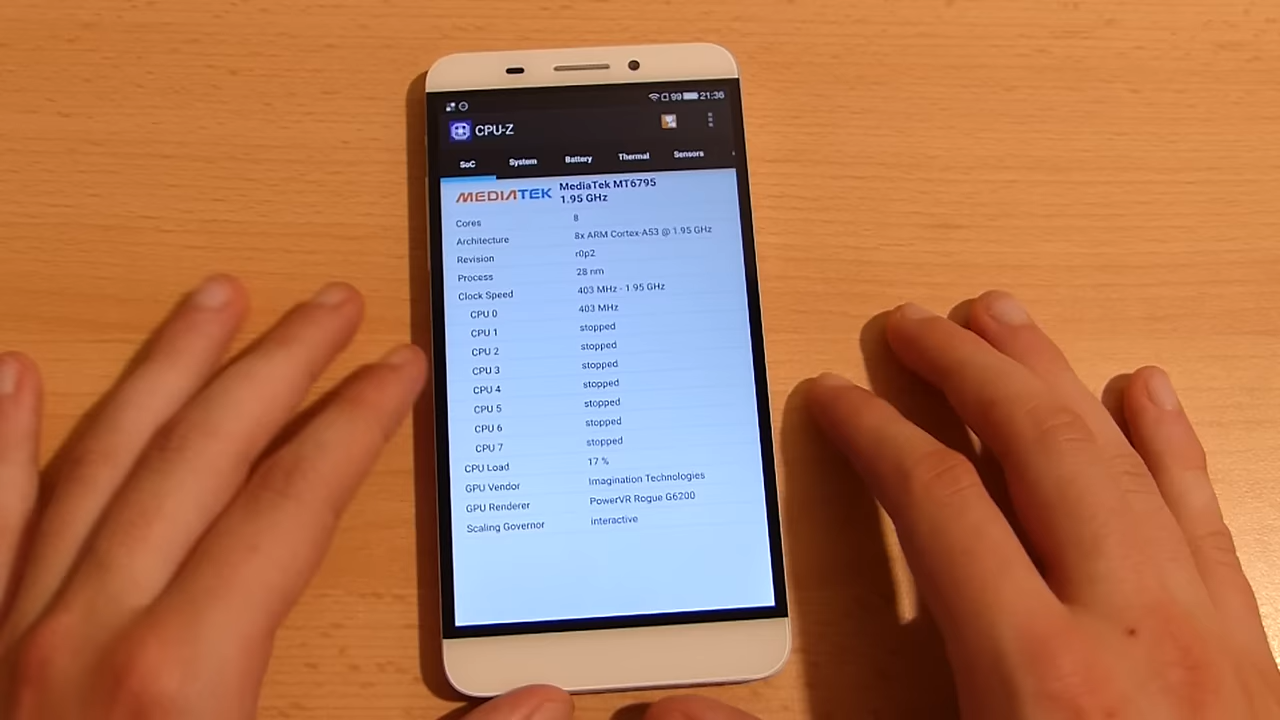 99 21:36
CPU-Z
SoC System Battery Thermal Sensors
MEDIATEK MediaTek MT6795
1.95 GHz
Cores 8
Architecture 8x ARM Cortex-A53 @ 1.95 GHz
Revision r0p2
Process 28 nm
Clock Speed 403 MHz - 1.95 GHz
CPU 0 403 MHz
CPU 1 stopped
CPU 2 stopped
CPU 3 stopped
CPU 4 stopped
CPU 5 stopped
CPU 6 stopped
CPU 7 stopped
CPU Load 17 %
GPU Vendor Imagination Technologies
GPU Renderer PowerVR Rogue G6200
Scaling Governor interactive